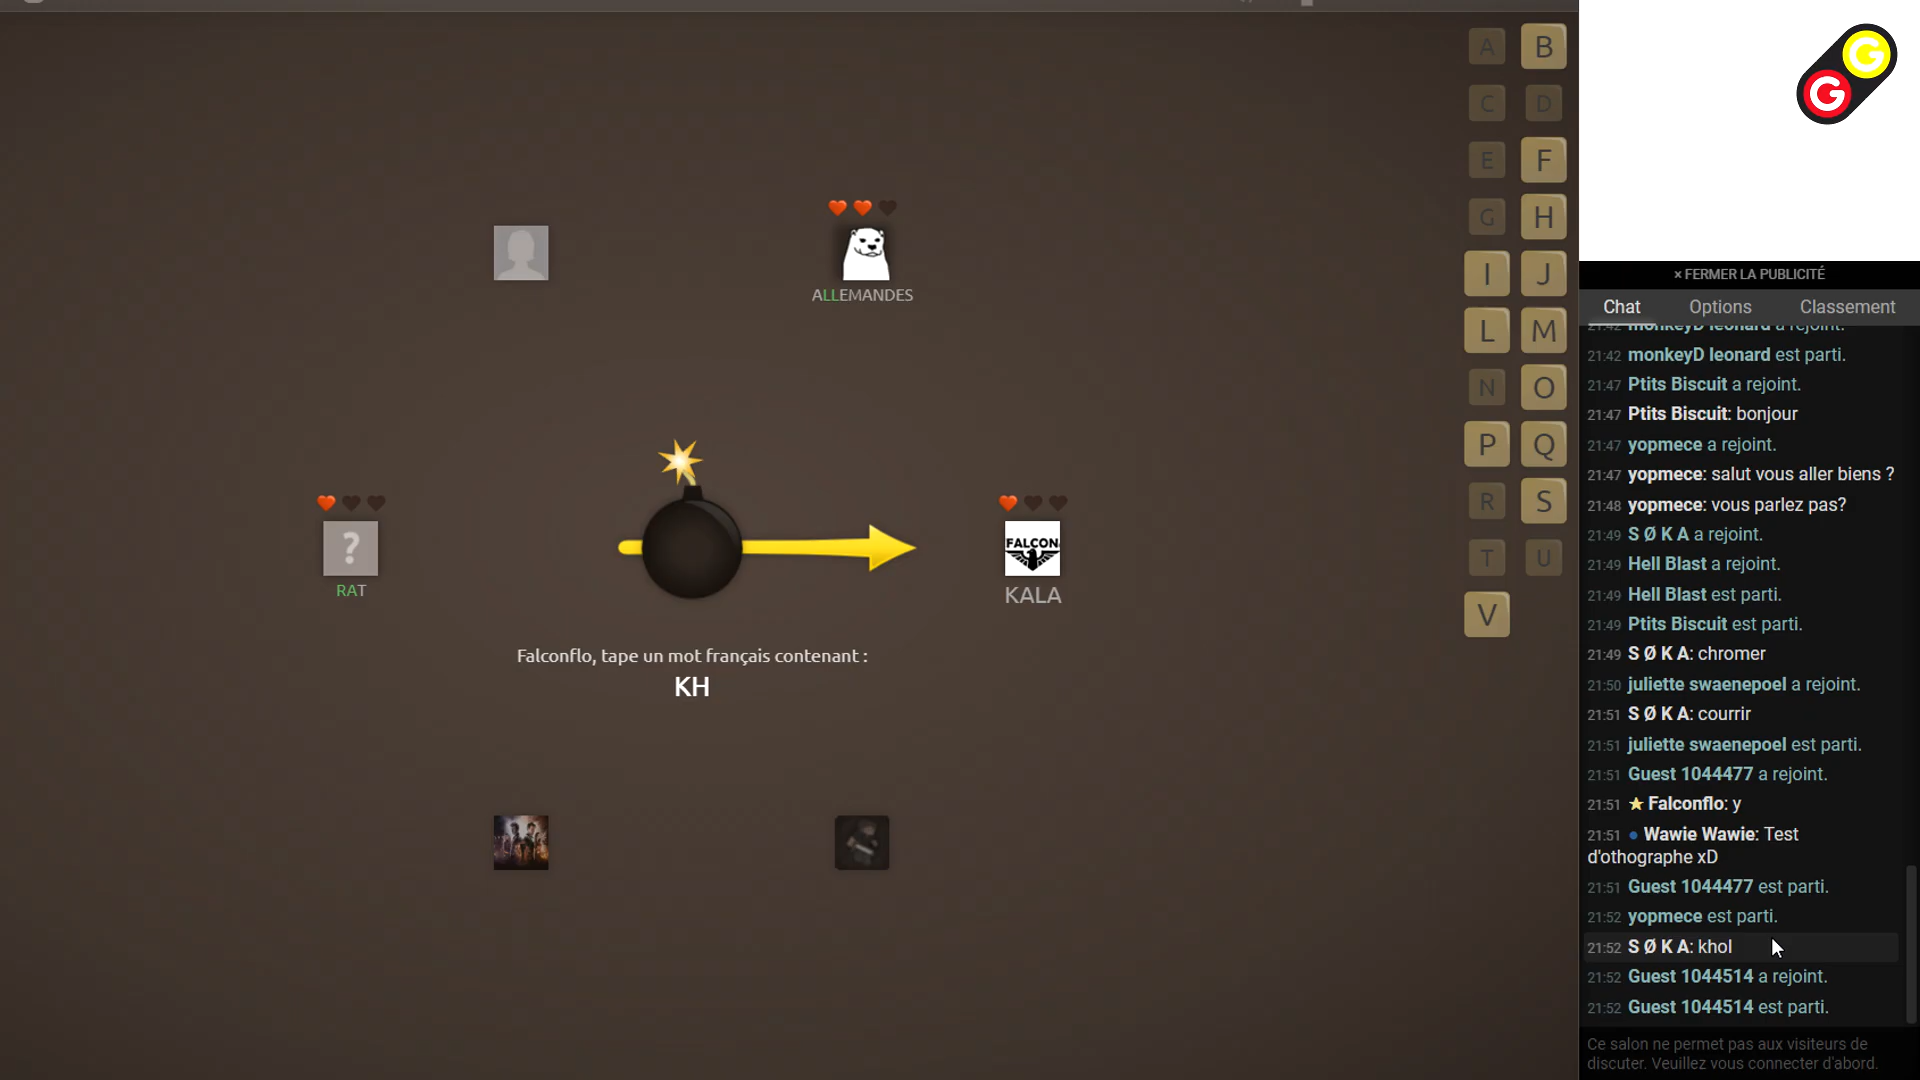 A B
C D
E F
G H
I J
L M
N O
P Q
R S
T U
V
G
G
ALLEMANDES
?
RAT
FALCON
KALA
Falconflo, tape un mot français contenant :
KH
× FERMER LA PUBLICITÉ
Chat Options Classement
21:42 monkeyD leonard a rejoint.
21:42 monkeyD leonard est parti.
21:47 Ptits Biscuit a rejoint.
21:47 Ptits Biscuit: bonjour
21:47 yopmece a rejoint.
21:47 yopmece: salut vous aller biens ?
21:48 yopmece: vous parlez pas?
21:49 S Ø K A a rejoint.
21:49 Hell Blast a rejoint.
21:49 Hell Blast est parti.
21:49 Ptits Biscuit est parti.
21:49 S Ø K A: chromer
21:50 juliette swaenepoel a rejoint.
21:51 S Ø K A: courrir
21:51 juliette swaenepoel est parti.
21:51 Guest 1044477 a rejoint.
21:51 ★ Falconflo: y
21:51 ● Wawie Wawie: Test
d'othographe xD
21:51 Guest 1044477 est parti.
21:52 yopmece est parti.
21:52 S Ø K A: khol
21:52 Guest 1044514 a rejoint.
21:52 Guest 1044514 est parti.
Ce salon ne permet pas aux visiteurs de
discuter. Veuillez vous connecter d'abord.